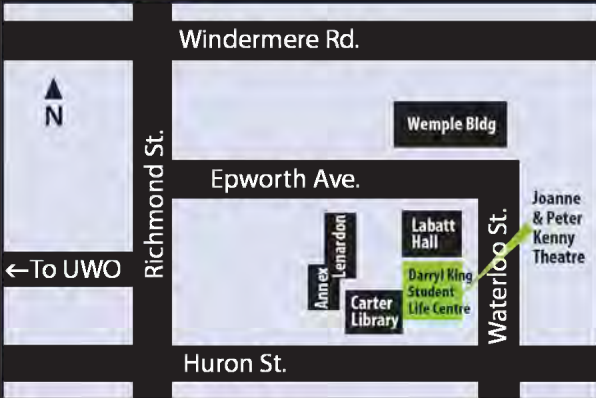 Windermere Rd.
N
Wemple Bldg
Richmond St.
Epworth Ave.
Joanne
& Peter
Kenny
Theatre
Waterloo St.
Labatt
Hall
Lenardon
Annex
←To UWO
Darryl King
Student
Life Centre
Carter
Library
Huron St.